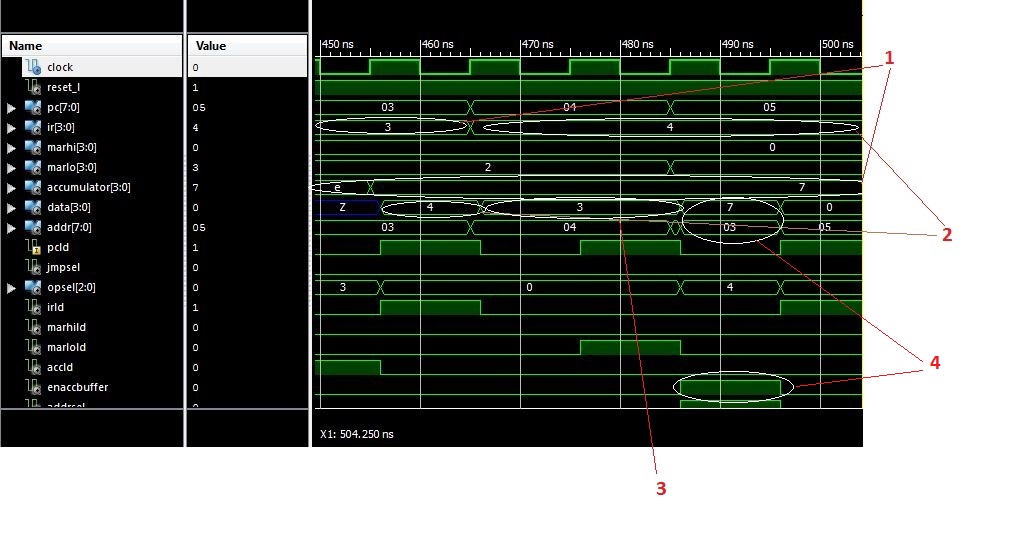 1
Name Value 450 ns 460 ns 470 ns 480 ns 490 ns 500 ns
clock 0
reset_l 1
pc[7:0] 05 03 04 05
ir[3:0] 4 3 4
marhi[3:0] 0 0
marlo[3:0] 3 2
accumulator[3:0] 7 e 7
data[3:0] 0 Z 4 3 7 0
addr[7:0] 05 03 04 03 05
2
pcld 1
jmpsel 0
opsel[2:0] 0 3 0 4
irld 1
marhild 0
marlold 0
accld 0
4
enaccbuffer 0
addrsel 0
X1: 504.250 ns
3